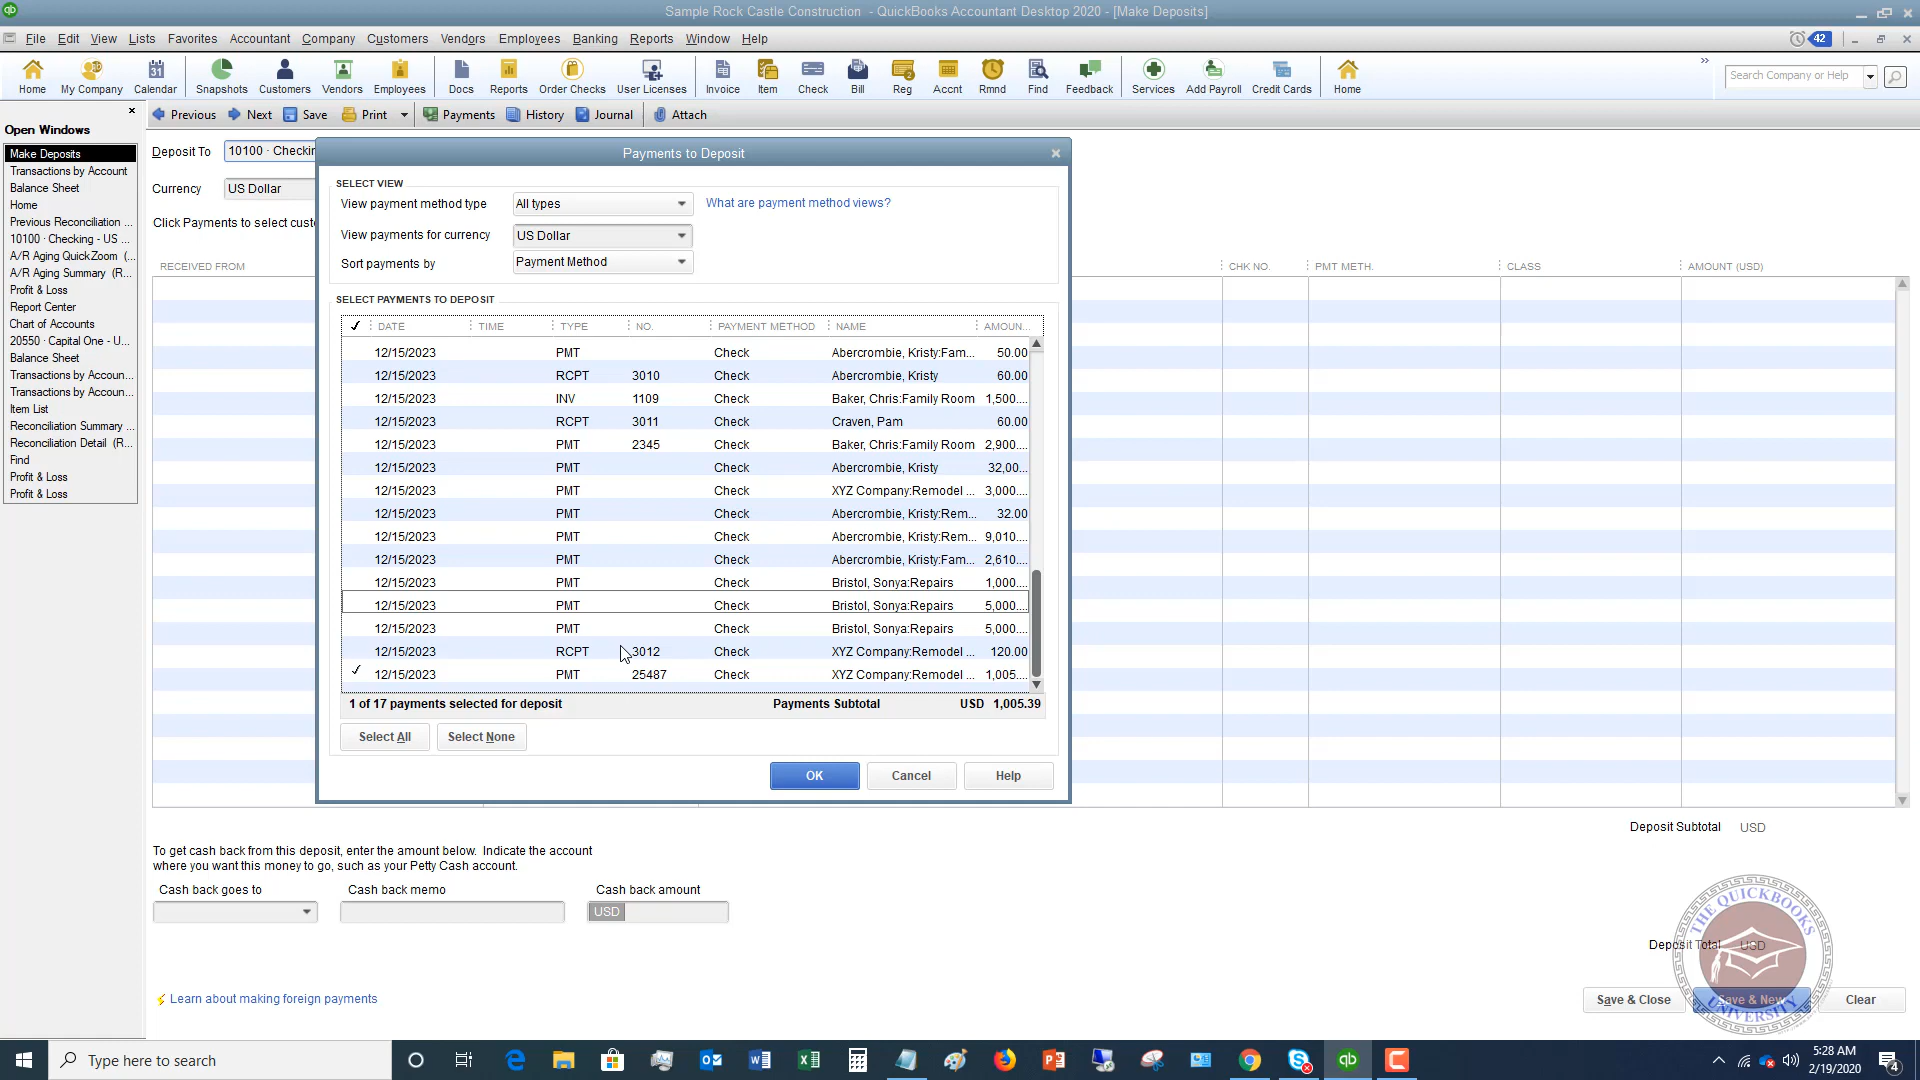 Sample Rock Castle Construction - QuickBooks Accountant Desktop 2020 - [Make Deposits]
File Edit View Lists Favorites Accountant Company Customers Vendors Employees Banking Reports Window Help
42
Home My Company Calendar Snapshots Customers Vendors Employees Docs Reports Order Checks User Licenses Invoice Item Check Bill Reg Accnt Rmnd Find Feedback Services Add Payroll Credit Cards Home
Search Company or Help
Previous Next Save Print Payments History Journal Attach
Open Windows
Make Deposits
Transactions by Account
Balance Sheet
Home
Previous Reconciliation ...
10100 · Checking - US ...
A/R Aging QuickZoom (...
A/R Aging Summary (R...
Profit & Loss
Report Center
Chart of Accounts
20550 · Capital One - U...
Balance Sheet
Transactions by Accoun...
Transactions by Accoun...
Item List
Reconciliation Summary ...
Reconciliation Detail (R...
Find
Profit & Loss
Profit & Loss
Deposit To 10100 · Checkin
Currency US Dollar
Click Payments to select custo
RECEIVED FROM CHK NO. PMT METH. CLASS AMOUNT (USD)
Payments to Deposit
SELECT VIEW
View payment method type All types What are payment method views?
View payments for currency US Dollar
Sort payments by Payment Method
SELECT PAYMENTS TO DEPOSIT
✓ DATE TIME TYPE NO. PAYMENT METHOD NAME AMOUN...
12/15/2023 PMT Check Abercrombie, Kristy:Fam... 50.00
12/15/2023 RCPT 3010 Check Abercrombie, Kristy 60.00
12/15/2023 INV 1109 Check Baker, Chris:Family Room 1,500....
12/15/2023 RCPT 3011 Check Craven, Pam 60.00
12/15/2023 PMT 2345 Check Baker, Chris:Family Room 2,900....
12/15/2023 PMT Check Abercrombie, Kristy 32,00...
12/15/2023 PMT Check XYZ Company:Remodel ... 3,000....
12/15/2023 PMT Check Abercrombie, Kristy:Rem... 32.00
12/15/2023 PMT Check Abercrombie, Kristy:Rem... 9,010....
12/15/2023 PMT Check Abercrombie, Kristy:Fam... 2,610....
12/15/2023 PMT Check Bristol, Sonya:Repairs 1,000....
12/15/2023 PMT Check Bristol, Sonya:Repairs 5,000....
12/15/2023 PMT Check Bristol, Sonya:Repairs 5,000....
12/15/2023 RCPT 3012 Check XYZ Company:Remodel ... 120.00
✓ 12/15/2023 PMT 25487 Check XYZ Company:Remodel ... 1,005....
1 of 17 payments selected for deposit Payments Subtotal USD 1,005.39
Select All Select None
OK Cancel Help
Deposit Subtotal USD
To get cash back from this deposit, enter the amount below. Indicate the account
where you want this money to go, such as your Petty Cash account.
Cash back goes to Cash back memo Cash back amount
USD
Deposit Total USD
THE QUICKBOOKS UNIVERSITY
Learn about making foreign payments
Save & Close Save & New Clear
Type here to search
5:28 AM
2/19/2020
4